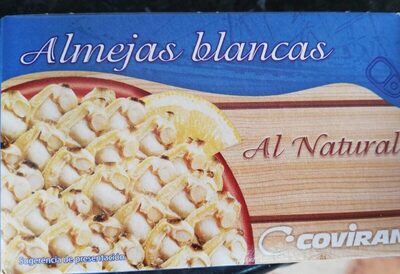 Almejas blancas
Al Natural
COVIRAN
Sugerencia de presentación